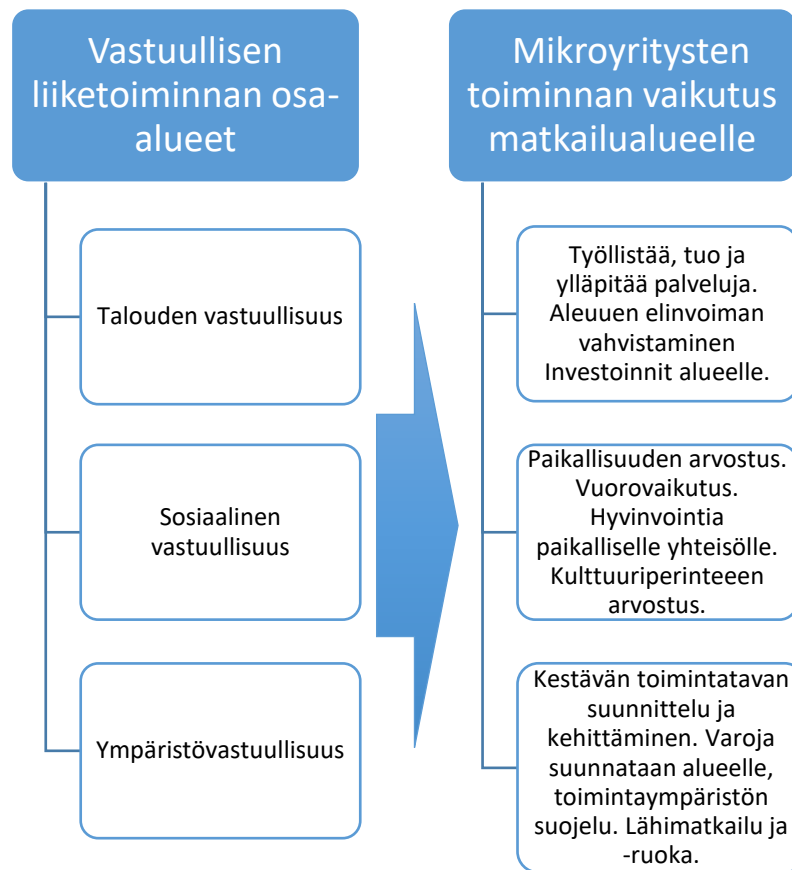 Vastuullisen
liiketoiminnan osa-
alueet
Talouden vastuullisuus
Sosiaalinen
vastuullisuus
Ympäristövastuullisuus
Mikroyritysten
toiminnan vaikutus
matkailualueelle
Työllistää, tuo ja
ylläpitää palveluja.
Aleuuen elinvoiman
vahvistaminen
Investoinnit alueelle.
Paikallisuuden arvostus.
Vuorovaikutus.
Hyvinvointia
paikalliselle yhteisölle.
Kulttuuriperinteeen
arvostus.
Kestävän toimintatavan
suunnittelu ja
kehittäminen. Varoja
suunnataan alueelle,
toimintaympäristön
suojelu. Lähimatkailu ja
-ruoka.